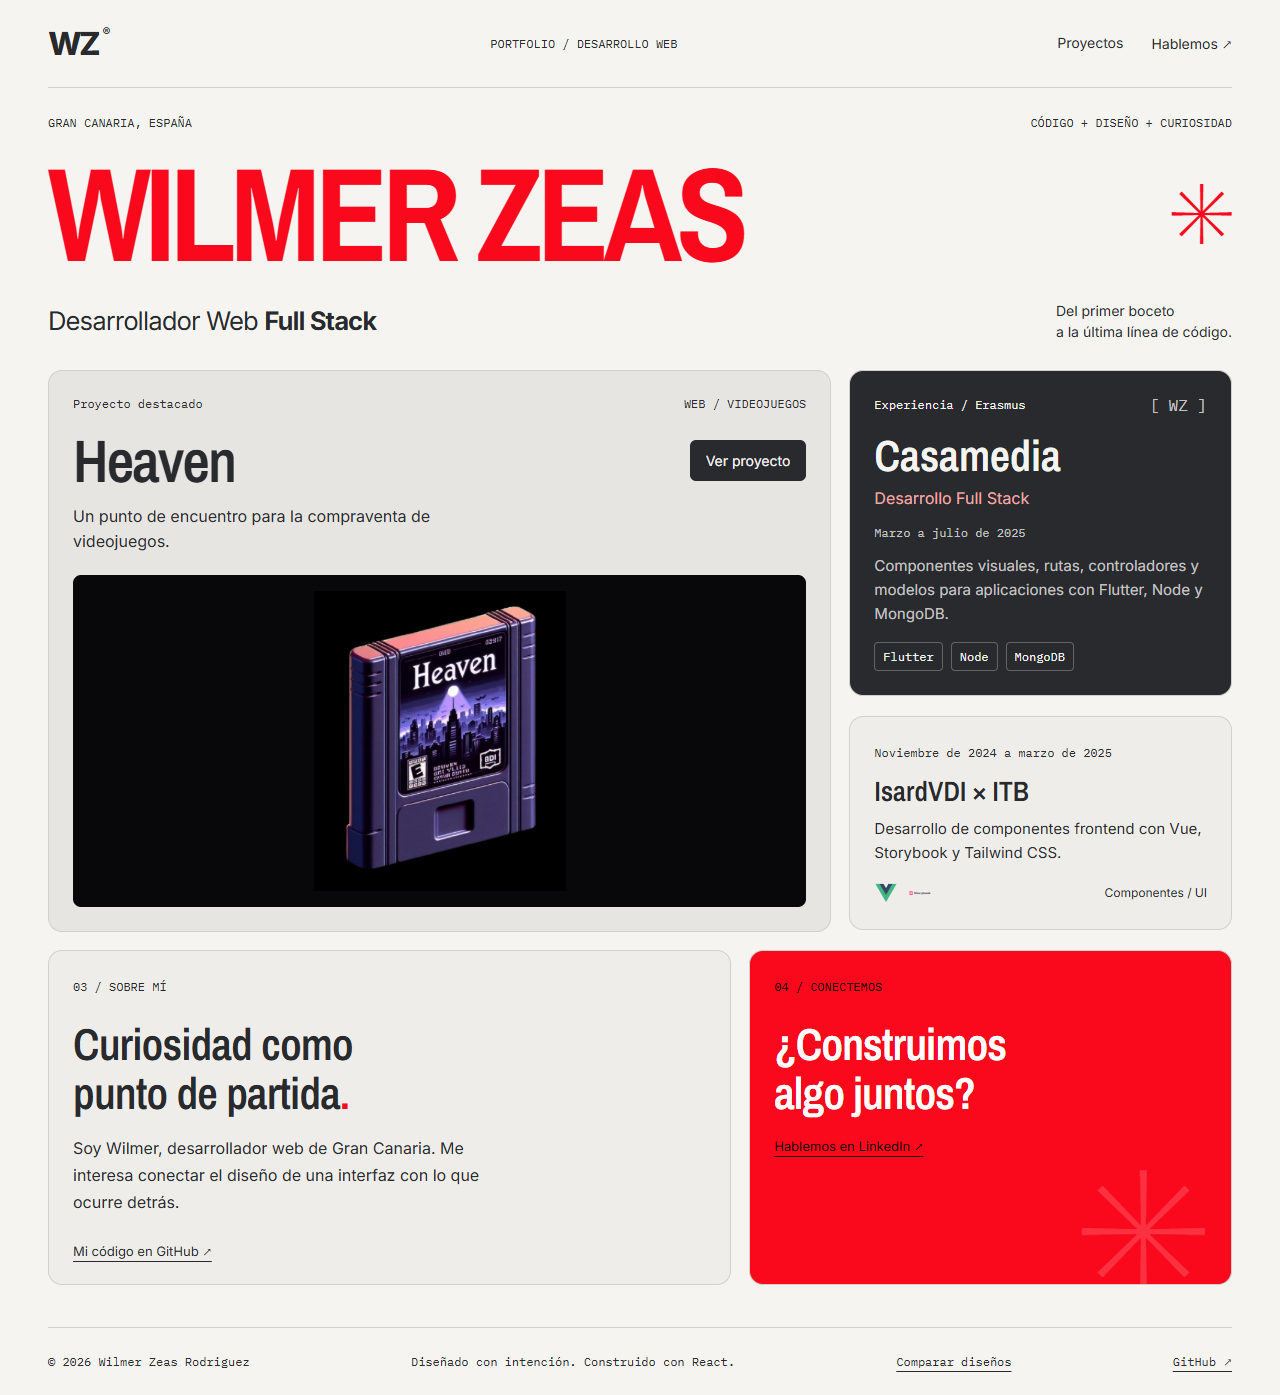 WZ®
PORTFOLIO / DESARROLLO WEB
Proyectos
Hablemos ↗
GRAN CANARIA, ESPAÑA
CÓDIGO + DISEÑO + CURIOSIDAD
WILMER ZEAS
Desarrollador Web Full Stack
Del primer boceto
a la última línea de código.
Proyecto destacado
WEB / VIDEOJUEGOS
Heaven
Ver proyecto
Un punto de encuentro para la compraventa de
videojuegos.
Heaven
Experiencia / Erasmus
[ WZ ]
Casamedia
Desarrollo Full Stack
Marzo a julio de 2025
Componentes visuales, rutas, controladores y
modelos para aplicaciones con Flutter, Node y
MongoDB.
Flutter
Node
MongoDB
Noviembre de 2024 a marzo de 2025
IsardVDI × ITB
Desarrollo de componentes frontend con Vue,
Storybook y Tailwind CSS.
Componentes / UI
03 / SOBRE MÍ
Curiosidad como
punto de partida.
Soy Wilmer, desarrollador web de Gran Canaria. Me
interesa conectar el diseño de una interfaz con lo que
ocurre detrás.
Mi código en GitHub ↗
04 / CONECTEMOS
¿Construimos
algo juntos?
Hablemos en LinkedIn ↗
© 2026 Wilmer Zeas Rodriguez
Diseñado con intención. Construido con React.
Comparar diseños
GitHub ↗